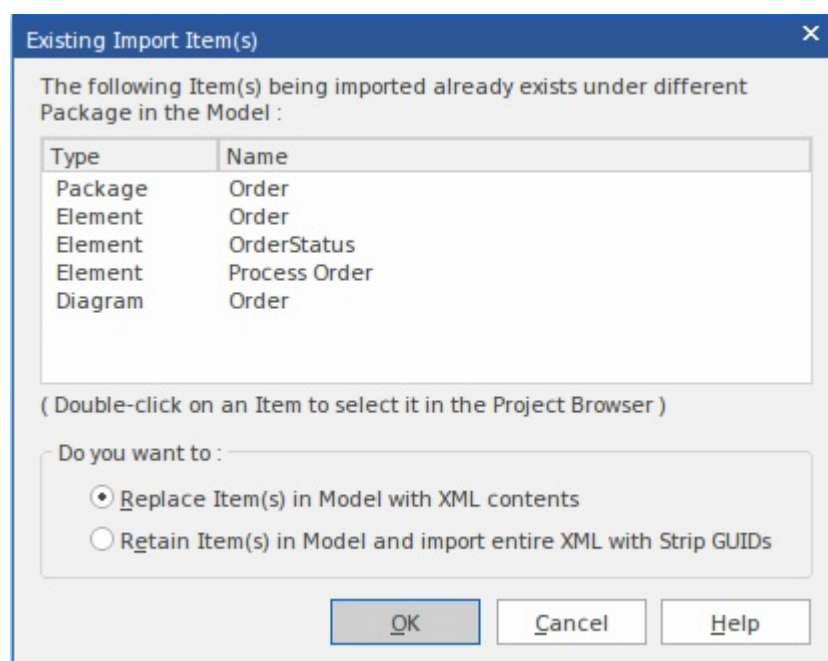 Existing Import Item(s)
The following Item(s) being imported already exists under different
Package in the Model :
Type Name
Package Order
Element Order
Element OrderStatus
Element Process Order
Diagram Order
( Double-click on an Item to select it in the Project Browser )
Do you want to :
Replace Item(s) in Model with XML contents
Retain Item(s) in Model and import entire XML with Strip GUIDs
OK Cancel Help